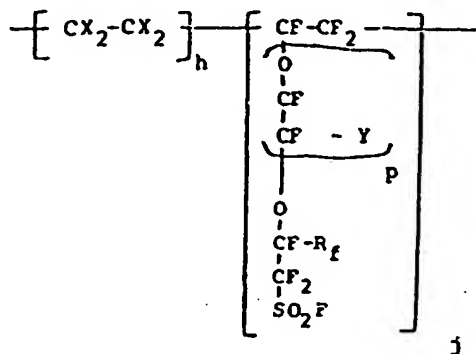 CX2-CX2
h
CF-CF2
O
CF
CF - Y
p
O
CF-Rf
CF2
SO2F
j